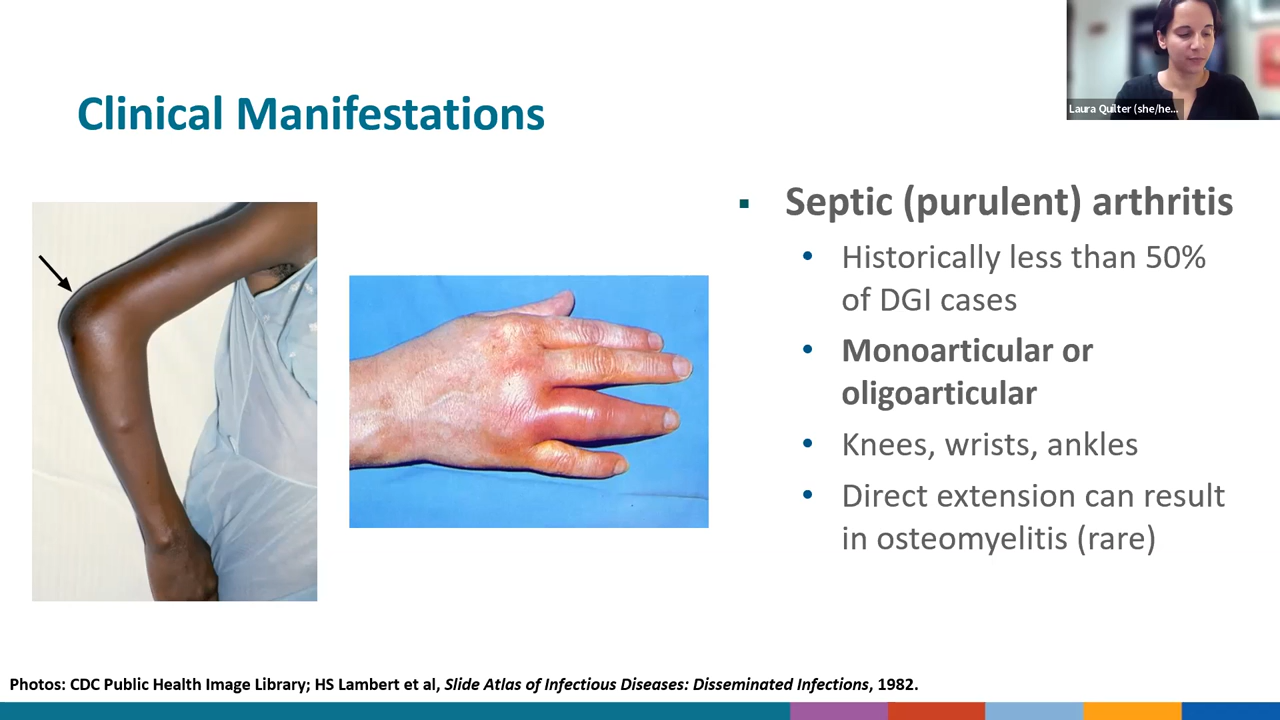 Laura Quilter (she/he...
Clinical Manifestations
▪ Septic (purulent) arthritis
• Historically less than 50%
of DGI cases
• Monoarticular or
oligoarticular
• Knees, wrists, ankles
• Direct extension can result
in osteomyelitis (rare)
Photos: CDC Public Health Image Library; HS Lambert et al, Slide Atlas of Infectious Diseases: Disseminated Infections, 1982.